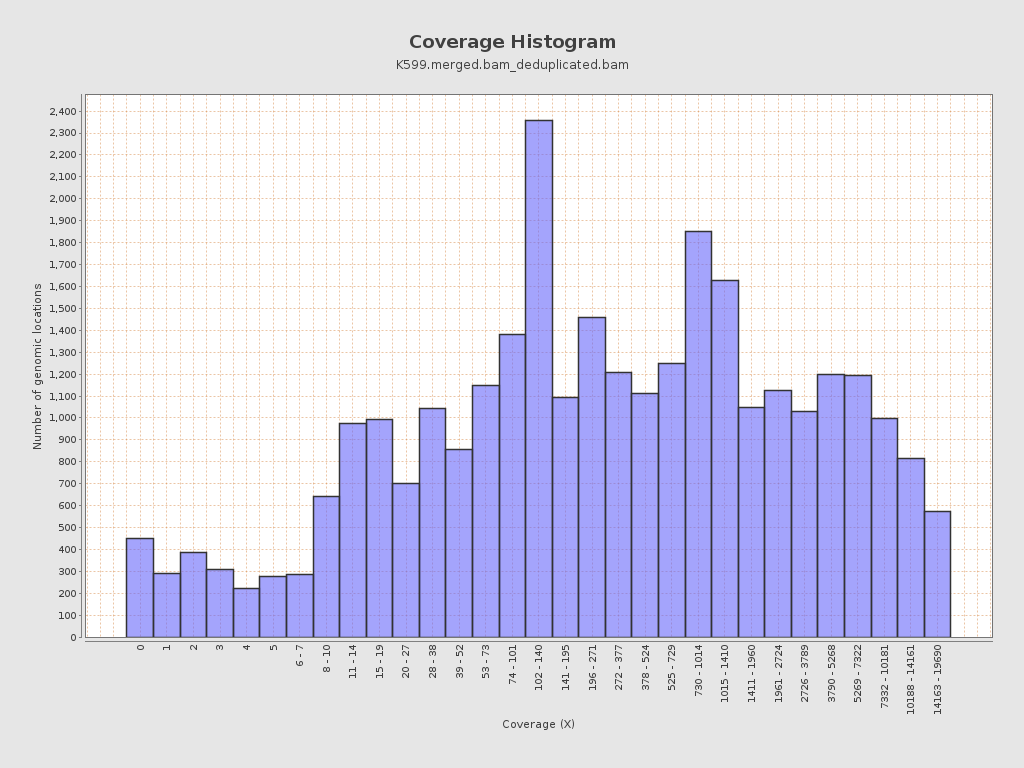 Coverage Histogram
K599.merged.bam_deduplicated.bam
Number of genomic locations
2,400
2,300
2,200
2,100
2,000
1,900
1,800
1,700
1,600
1,500
1,400
1,300
1,200
1,100
1,000
900
800
700
600
500
400
300
200
100
0
0
1
2
3
4
5
6 - 7
8 - 10
11 - 14
15 - 19
20 - 27
28 - 38
39 - 52
53 - 73
74 - 101
102 - 140
141 - 195
196 - 271
272 - 377
378 - 524
525 - 729
730 - 1014
1015 - 1410
1411 - 1960
1961 - 2724
2726 - 3789
3790 - 5268
5269 - 7322
7332 - 10181
10188 - 14161
14163 - 19690
Coverage (X)